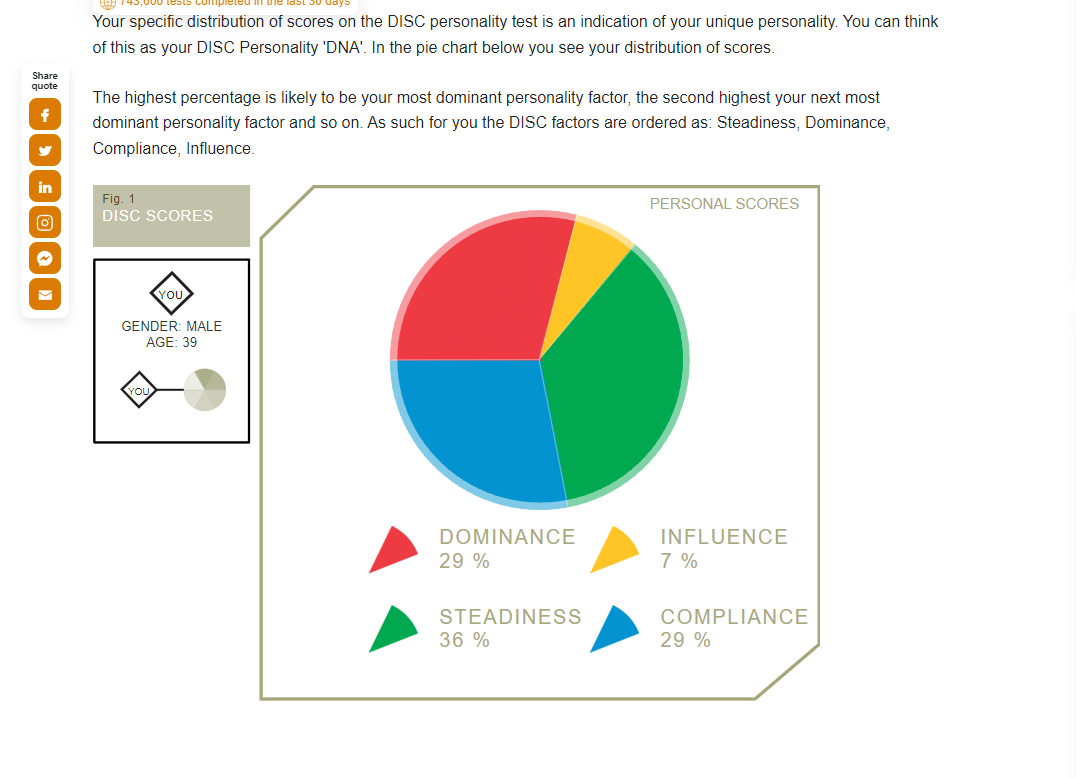 743,600 tests completed in the last 30 days
Your specific distribution of scores on the DISC personality test is an indication of your unique personality. You can think
of this as your DISC Personality 'DNA'. In the pie chart below you see your distribution of scores.
Share
quote
The highest percentage is likely to be your most dominant personality factor, the second highest your next most
dominant personality factor and so on. As such for you the DISC factors are ordered as: Steadiness, Dominance,
Compliance, Influence.
Fig. 1
DISC SCORES
YOU
GENDER: MALE
AGE: 39
YOU
PERSONAL SCORES
DOMINANCE
29 %
INFLUENCE
7 %
STEADINESS
36 %
COMPLIANCE
29 %